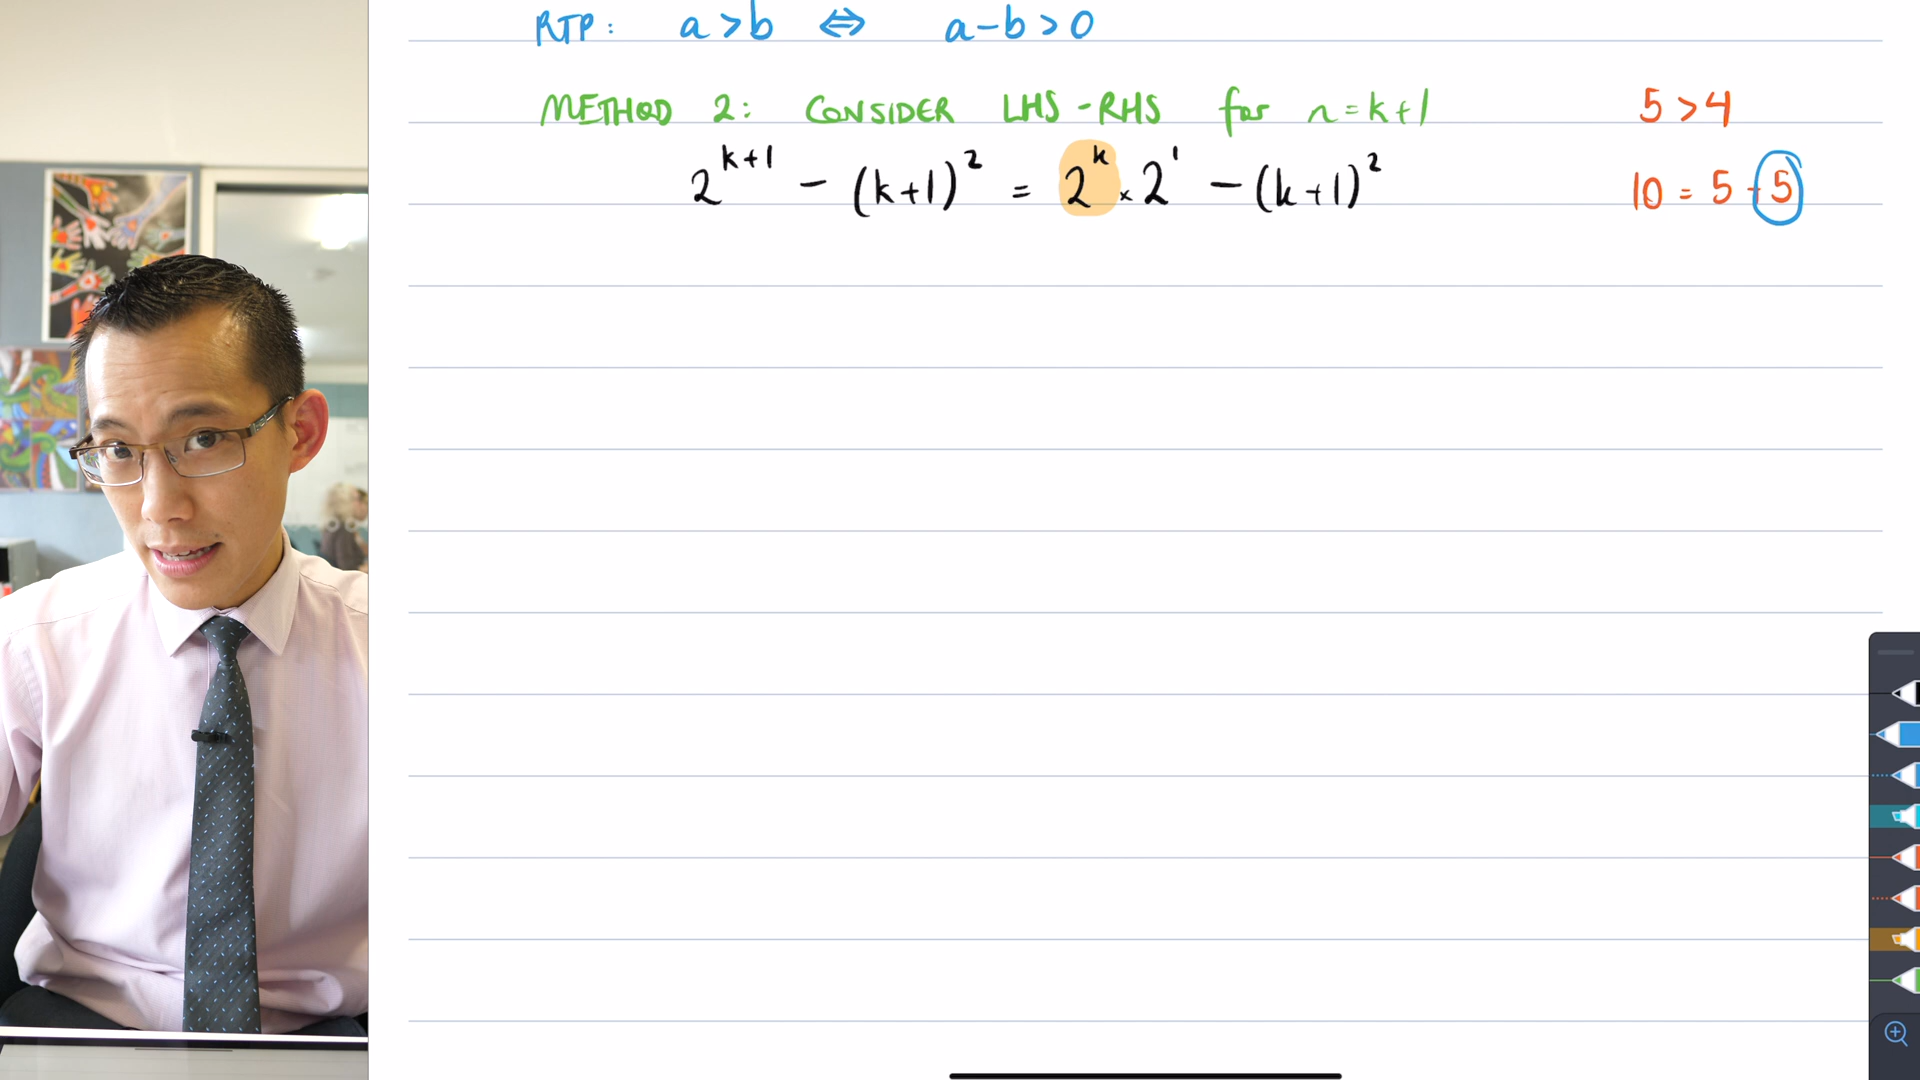 RTP: a > b ⇔ a - b > 0
METHOD 2: CONSIDER LHS - RHS for n = k + 1
5 > 4
2^{k+1} - (k+1)^2 = 2^k × 2^1 - (k+1)^2
10 = 5 + 5